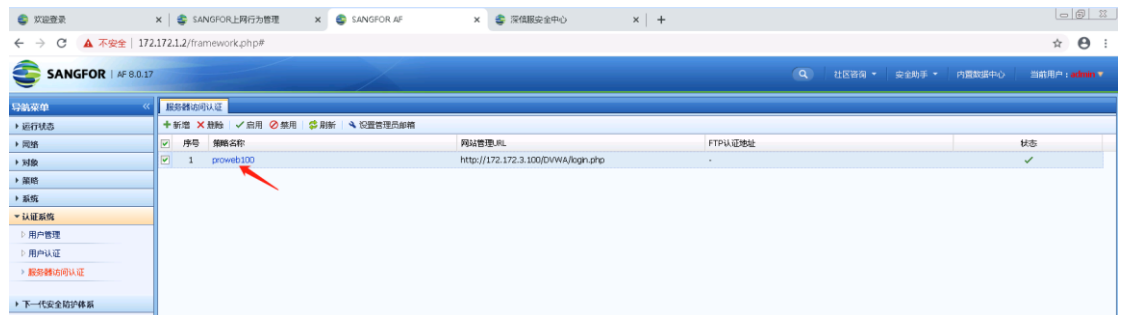 欢迎登录 × SANGFOR上网行为管理 × SANGFOR AF × 深信服安全中心 × +
不安全 | 172.172.1.2/framework.php#
SANGFOR | AF 8.0.17 社区咨询 安全助手 内置数据中心 当前用户：admin
导航菜单 «
服务器访问认证
运行状态
新增 删除 启用 禁用 刷新 设置管理员邮箱
网络
序号 策略名称 网站管理URL FTP认证地址 状态
对象
1 proweb100 http://172.172.3.100/DVWA/login.php -
策略
系统
认证系统
用户管理
用户认证
服务器访问认证
下一代安全防护体系